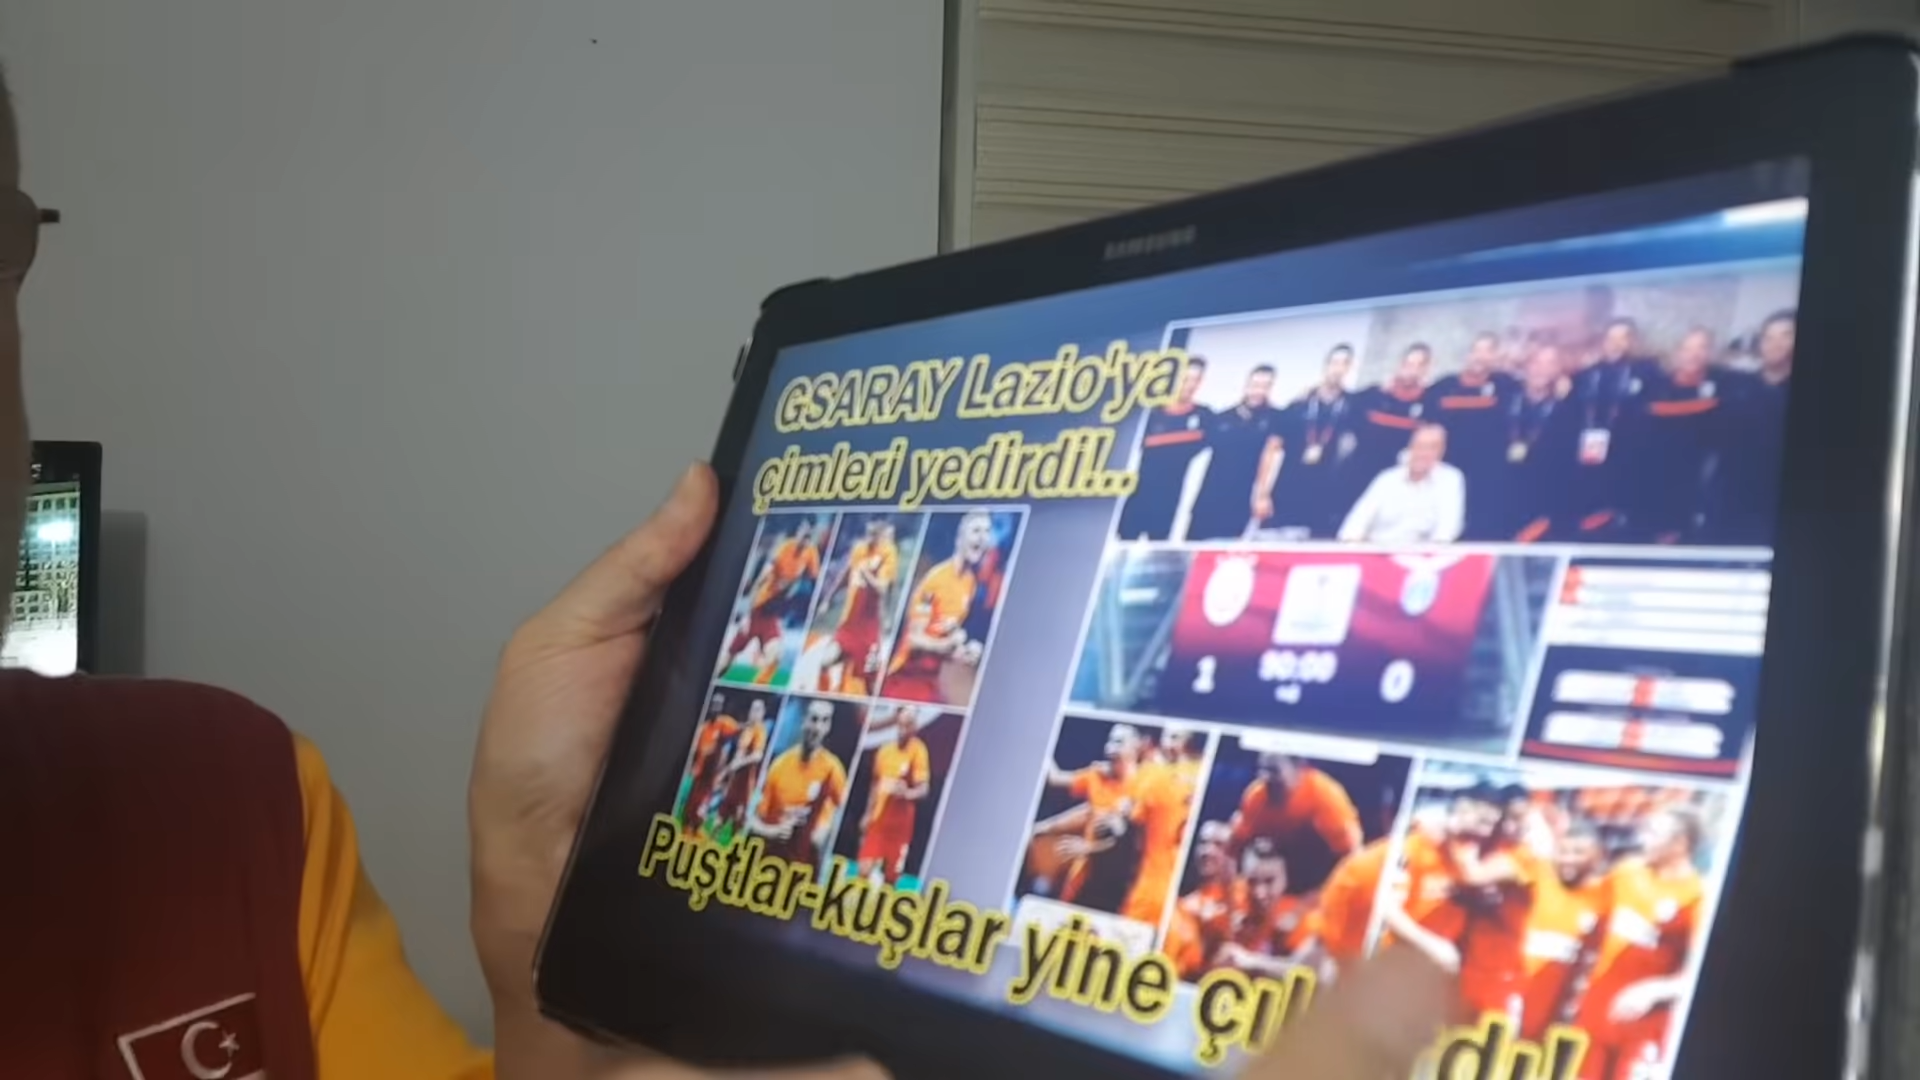 SAMSUNG
GSARAY Lazio'ya
çimleri yedirdi!..
1 90:00 0
Puştlar-kuşlar yine